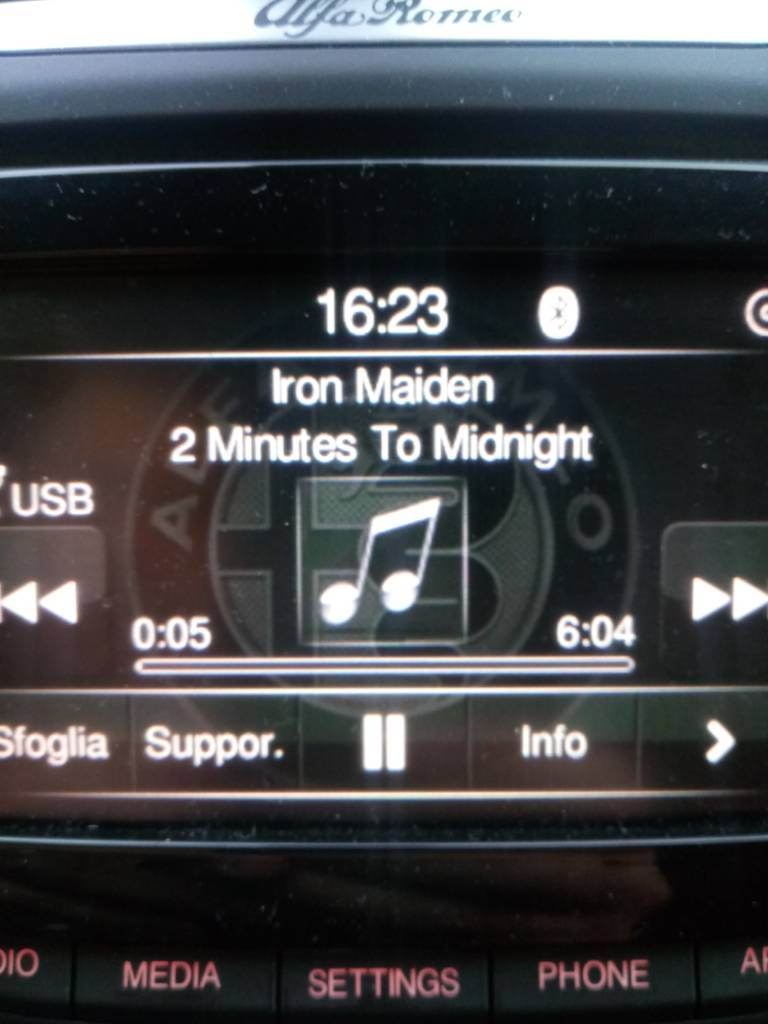 Alfa Romeo
16:23
Iron Maiden
2 Minutes To Midnight
USB
0:05 6:04
Sfoglia Suppor. Info
MEDIA SETTINGS PHONE